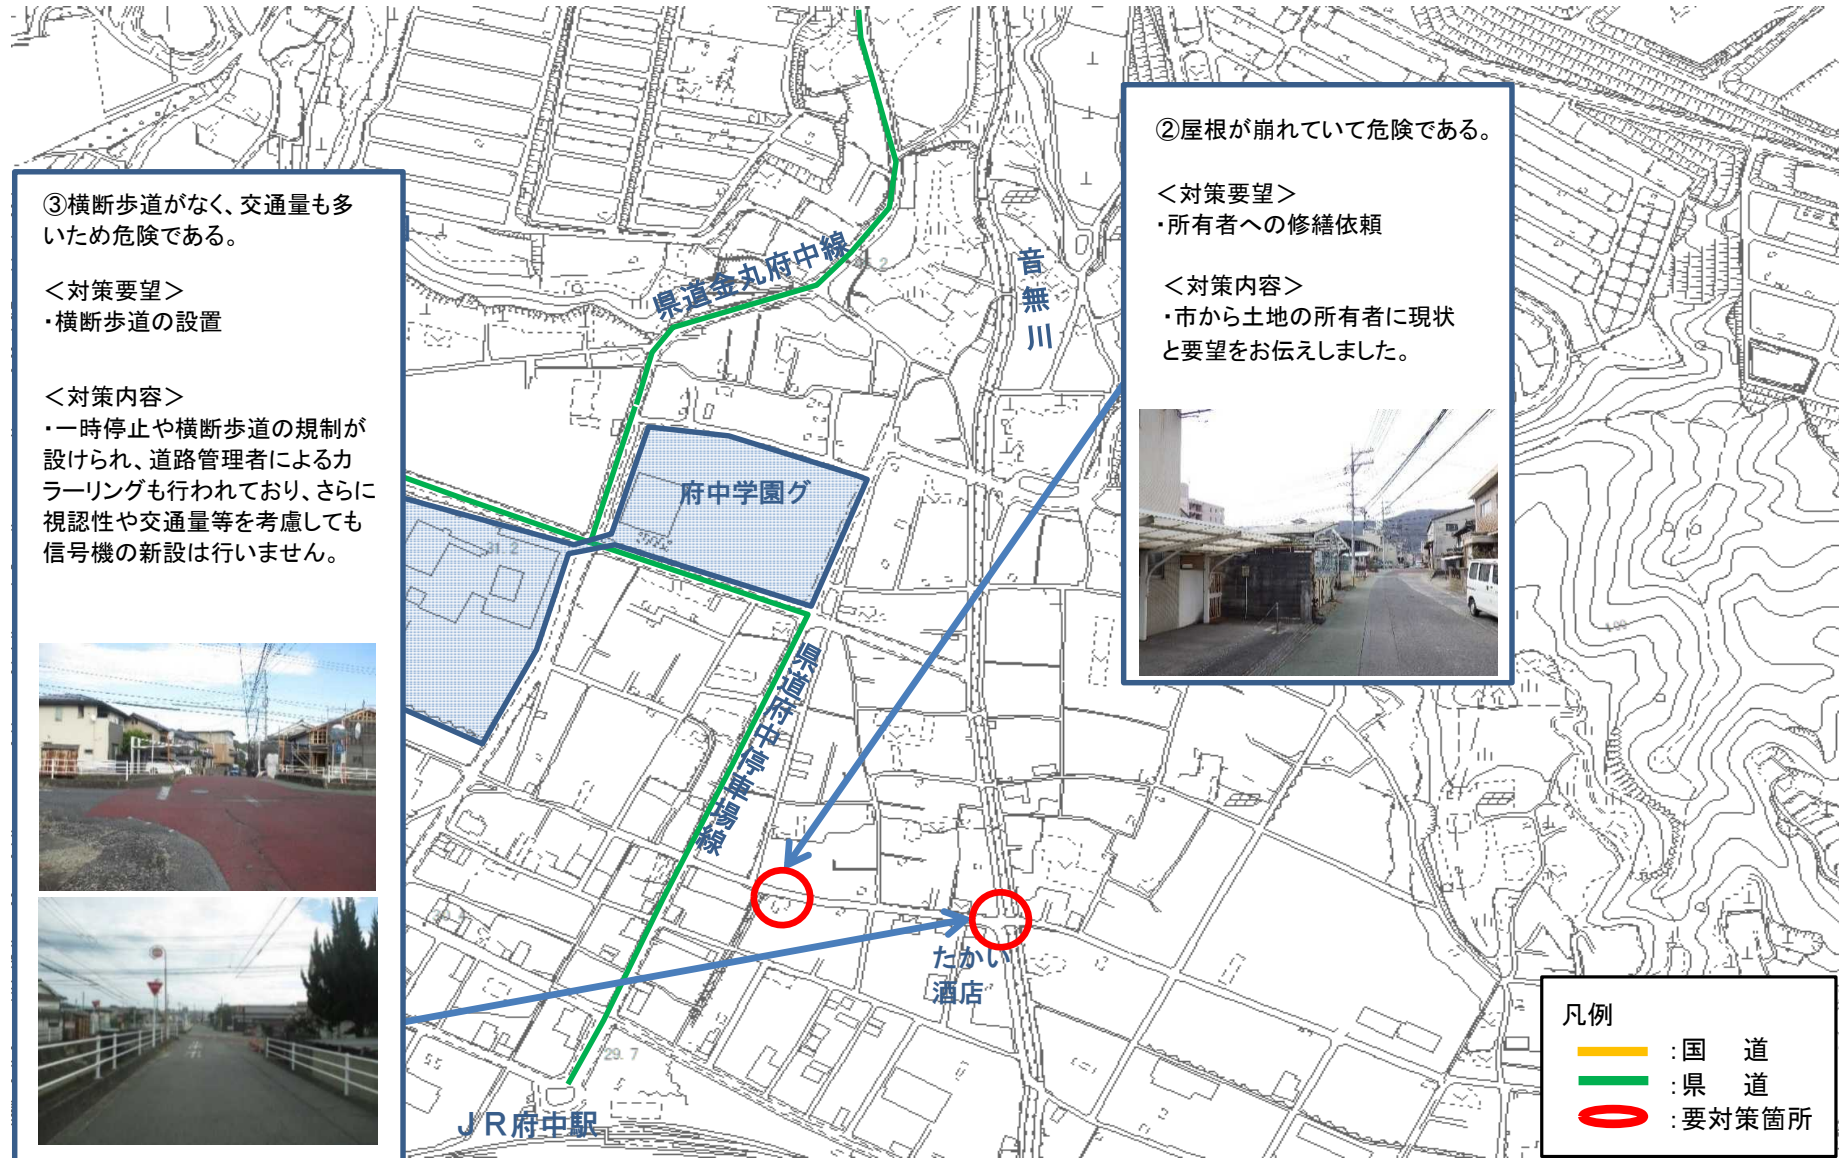 ③横断歩道がなく、交通量も多
いため危険である。
＜対策要望＞
・横断歩道の設置
＜対策内容＞
・一時停止や横断歩道の規制が
設けられ、道路管理者によるカ
ラーリングも行われており、さらに
視認性や交通量等を考慮しても
信号機の新設は行いません。
②屋根が崩れていて危険である。
＜対策要望＞
・所有者への修繕依頼
＜対策内容＞
・市から土地の所有者に現状
と要望をお伝えしました。
県道金丸府中線
音無川
府中学園グ
31.2
県道府中停車場線
たかい
酒店
29.7
ＪＲ府中駅
凡例
：国　道
：県　道
：要対策箇所